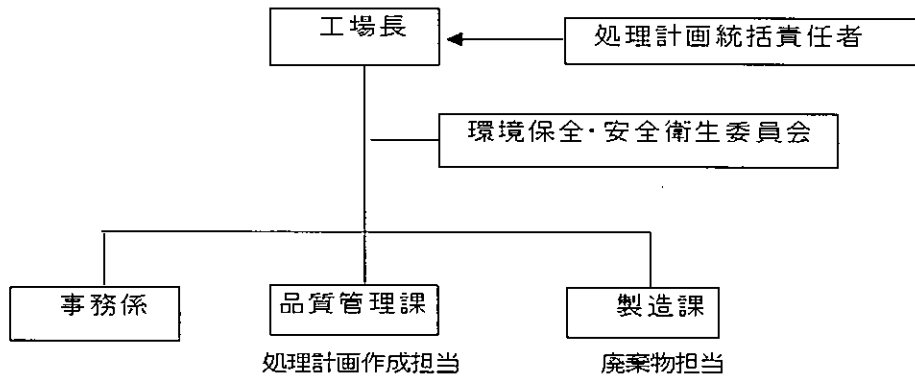 工場長
処理計画統括責任者
環境保全・安全衛生委員会
事務係
品質管理課
製造課
処理計画作成担当
廃棄物担当